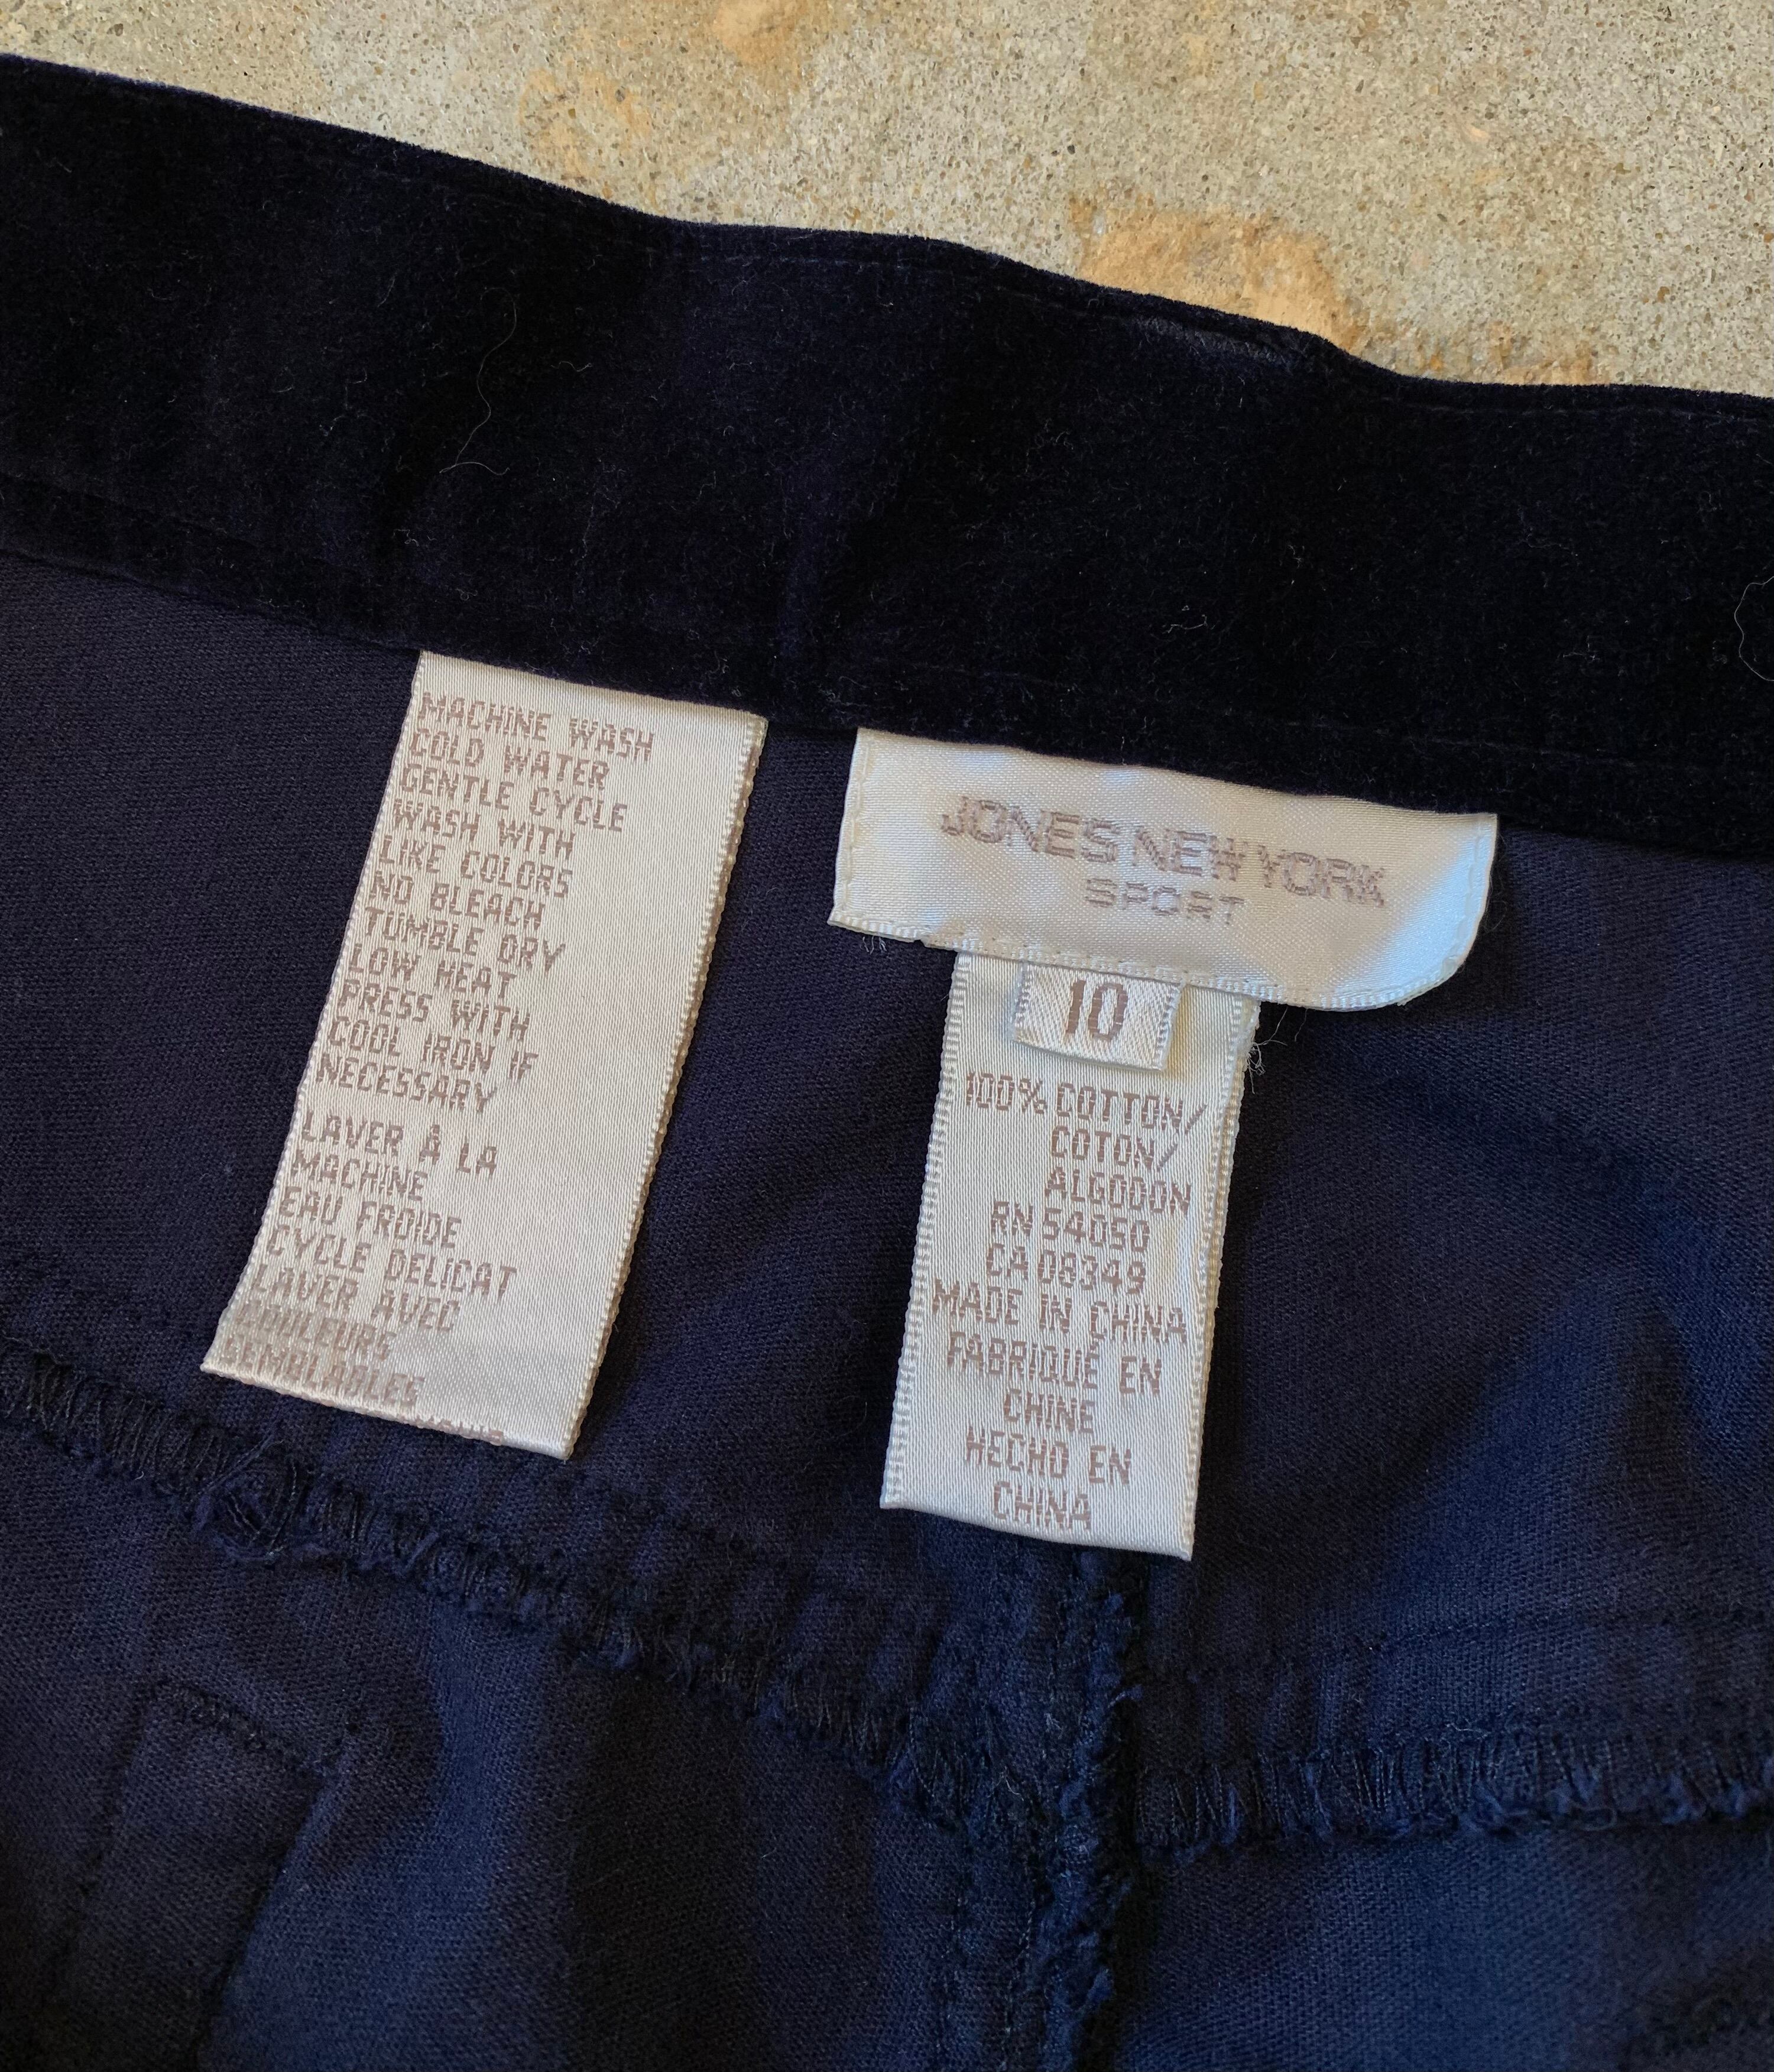 MACHINE WASH
COLD WATER
GENTLE CYCLE
WASH WITH
LIKE COLORS
NO BLEACH
TUMBLE DRY
LOW HEAT
PRESS WITH
COOL IRON IF
NECESSARY
LAVER À LA
MACHINE
EAU FROIDE
CYCLE DELICAT
LAVER AVEC
COULEURS
SEMBLABLES
JONES NEW YORK
SPORT
10
100% COTTON/
COTON/
ALGODON
RN 54050
CA 08349
MADE IN CHINA
FABRIQUÉ EN
CHINE
HECHO EN
CHINA